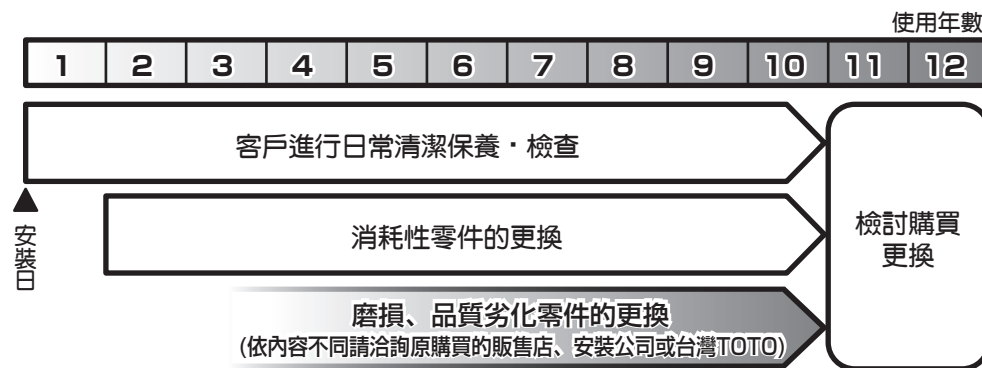 使用年數
1 2 3 4 5 6 7 8 9 10 11 12
客戶進行日常清潔保養・檢查
安裝日
消耗性零件的更換
檢討購買
更換
磨損、品質劣化零件的更換
(依內容不同請洽詢原購買的販售店、安裝公司或台灣TOTO)